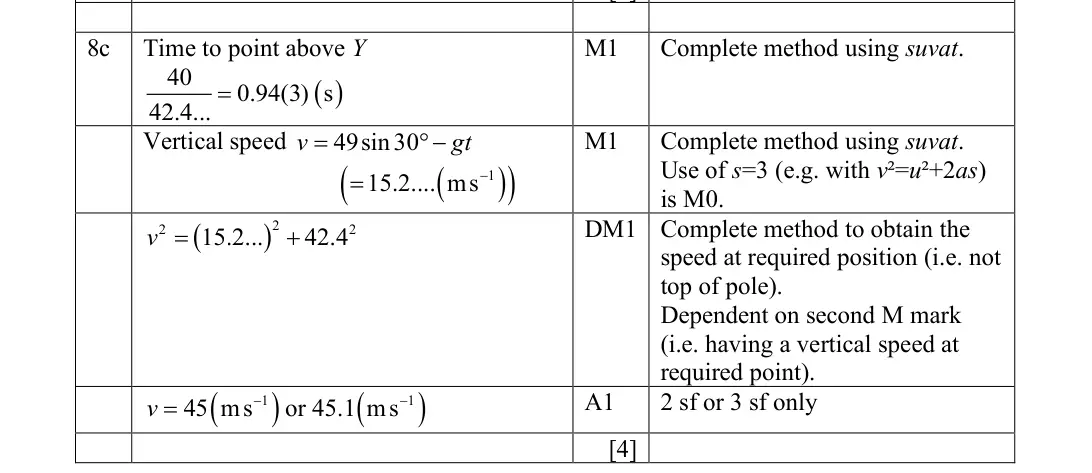 8c Time to point above Y M1 Complete method using suvat.
40/42.4... = 0.94(3) (s)
Vertical speed v = 49 sin 30° − gt M1 Complete method using suvat.
(= 15.2....(m s⁻¹)) Use of s=3 (e.g. with v²=u²+2as)
is M0.
v² = (15.2...)² + 42.4² DM1 Complete method to obtain the
speed at required position (i.e. not
top of pole).
Dependent on second M mark
(i.e. having a vertical speed at
required point).
v = 45(m s⁻¹) or 45.1(m s⁻¹) A1 2 sf or 3 sf only
[4]